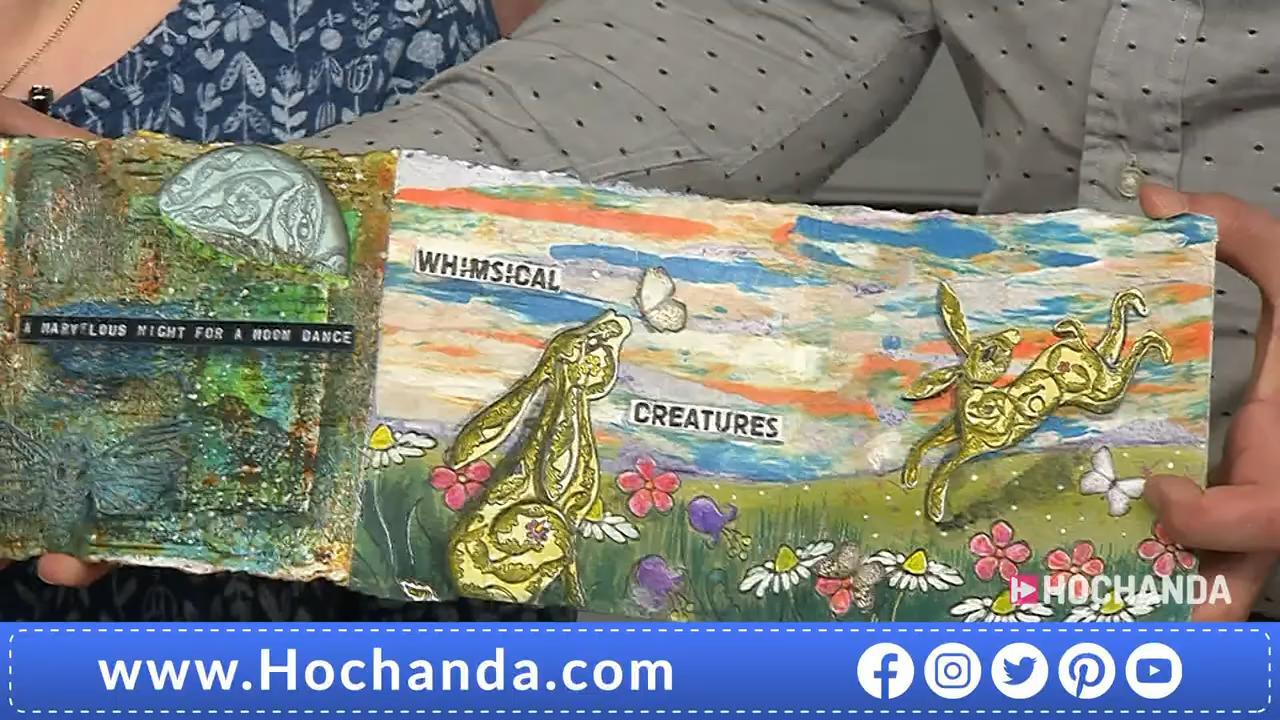 WHIMSICAL
A MARVELOUS NIGHT FOR A MOON DANCE
CREATURES
HOCHANDA
www.Hochanda.com